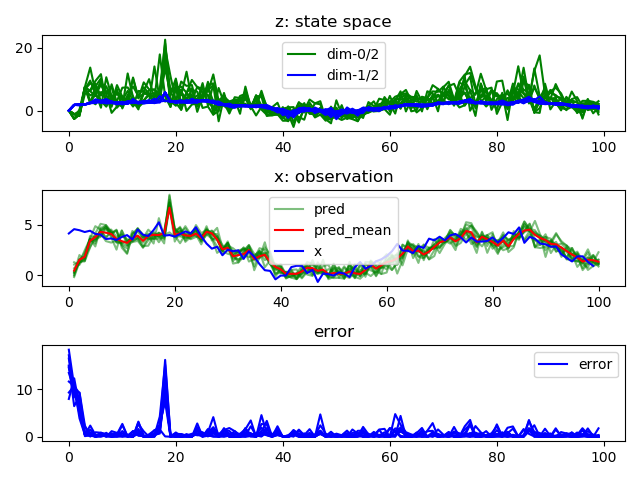 z: state space
20
0
dim-0/2
dim-1/2
0 20 40 60 80 100
x: observation
5
0
pred
pred_mean
x
0 20 40 60 80 100
error
10
0
error
0 20 40 60 80 100